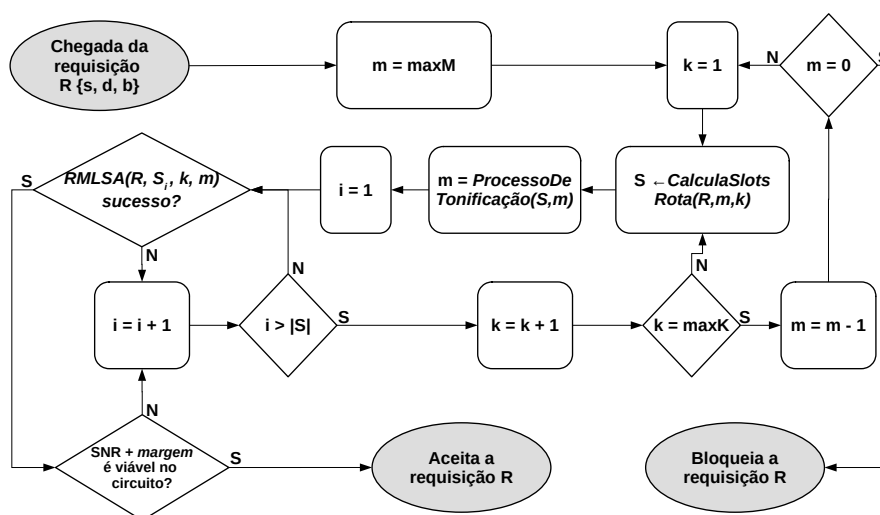 Chegada da
requisição
R {s, d, b}
m = maxM
k = 1
N
m = 0
S
S
RMLSA(R, Si, k, m)
sucesso?
N
i = 1
m = ProcessoDe
Tonificação(S,m)
S ←CalculaSlots
Rota(R,m,k)
i = i + 1
N
i > |S|
S
k = k + 1
N
k = maxK
S
m = m - 1
N
SNR + margem
é viável no
circuito?
S
Aceita a
requisição R
Bloqueia a
requisição R